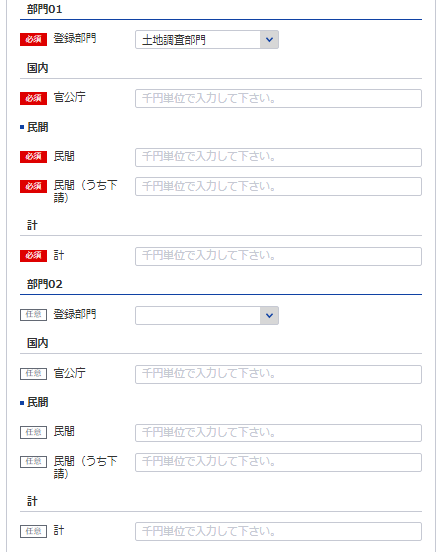 部門01
必須 登録部門 土地調査部門
国内
必須 官公庁 千円単位で入力して下さい。
民間
必須 民間 千円単位で入力して下さい。
必須 民間（うち下 千円単位で入力して下さい。
請）
計
必須 計 千円単位で入力して下さい。
部門02
任意 登録部門
国内
任意 官公庁 千円単位で入力して下さい。
民間
任意 民間 千円単位で入力して下さい。
任意 民間（うち下 千円単位で入力して下さい。
請）
計
任意 計 千円単位で入力して下さい。